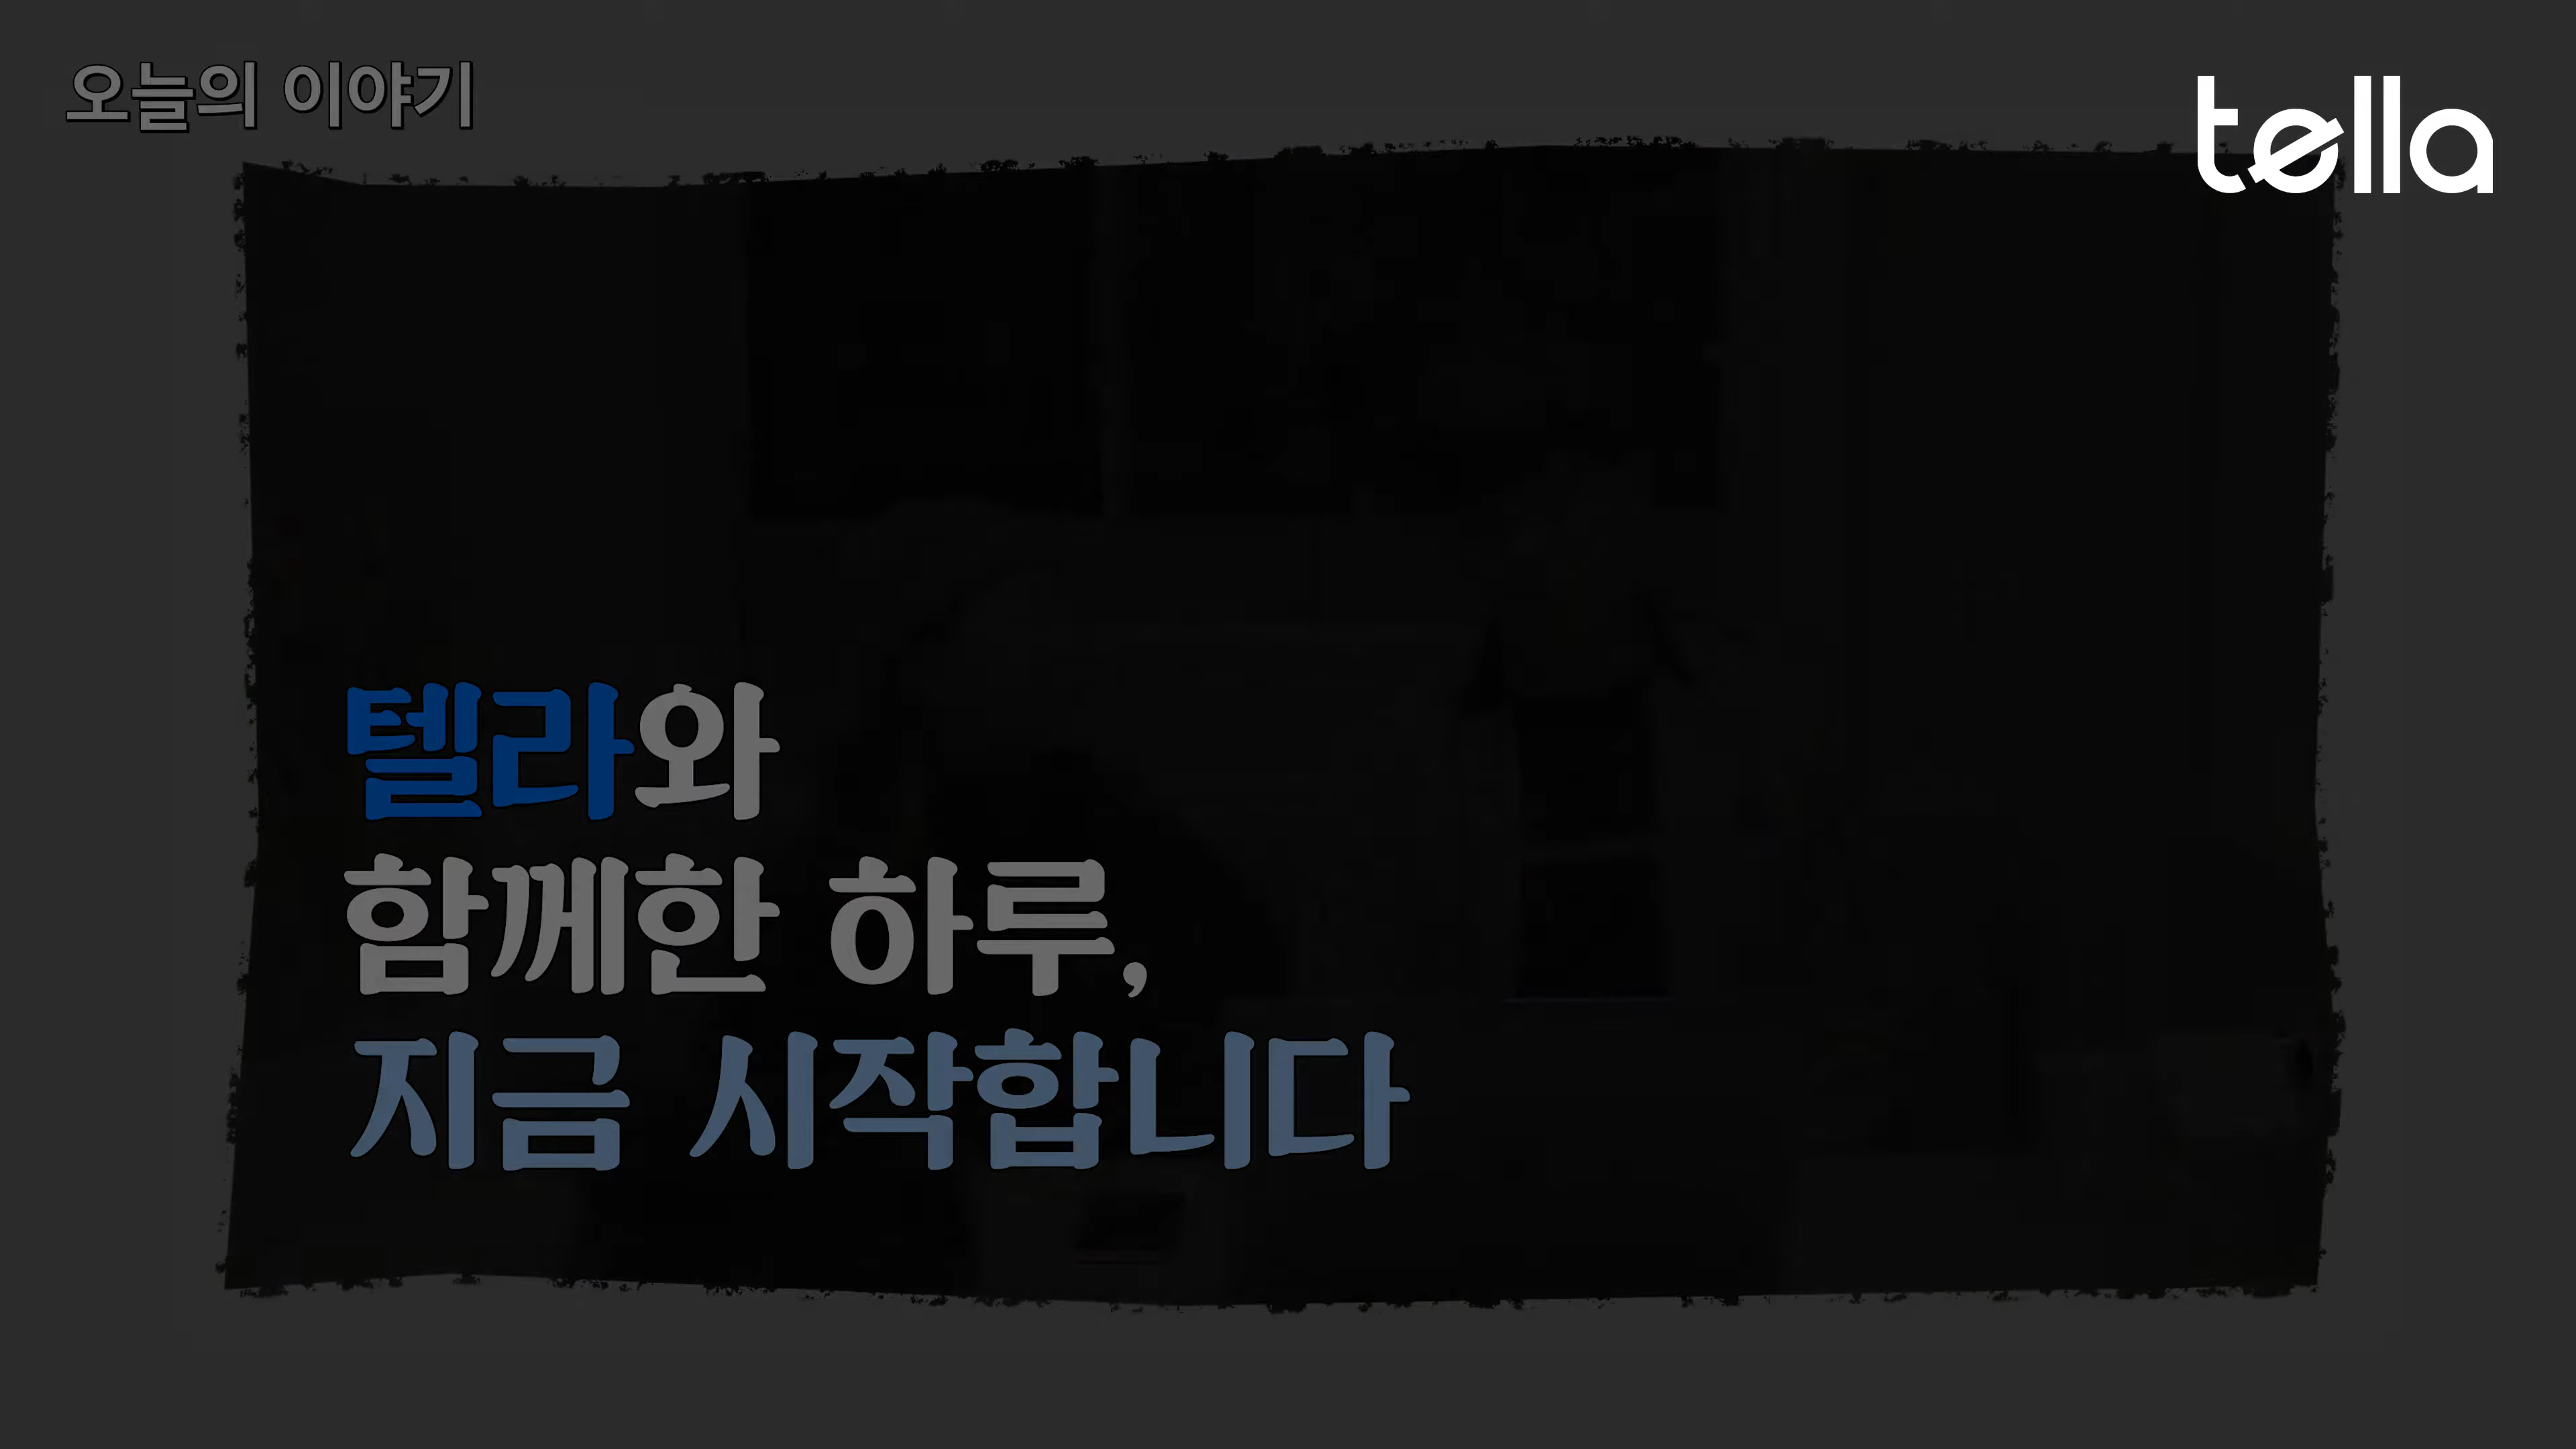 오늘의 이야기
tella
텔라와
함께한 하루,
지금 시작합니다